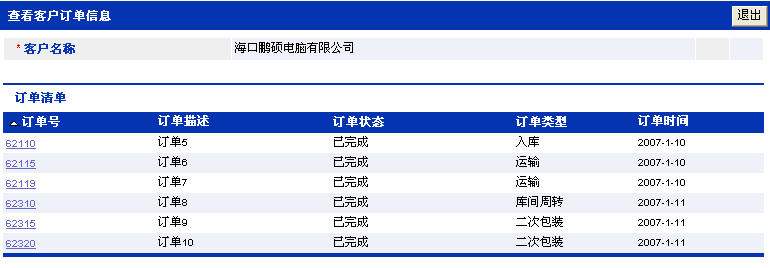 查看客户订单信息 退出
* 客户名称 海口鹏硕电脑有限公司
订单清单
订单号 订单描述 订单状态 订单类型 订单时间
62110 订单5 已完成 入库 2007-1-10
62115 订单6 已完成 运输 2007-1-10
62119 订单7 已完成 运输 2007-1-10
62310 订单8 已完成 库间周转 2007-1-11
62315 订单9 已完成 二次包装 2007-1-11
62320 订单10 已完成 二次包装 2007-1-11